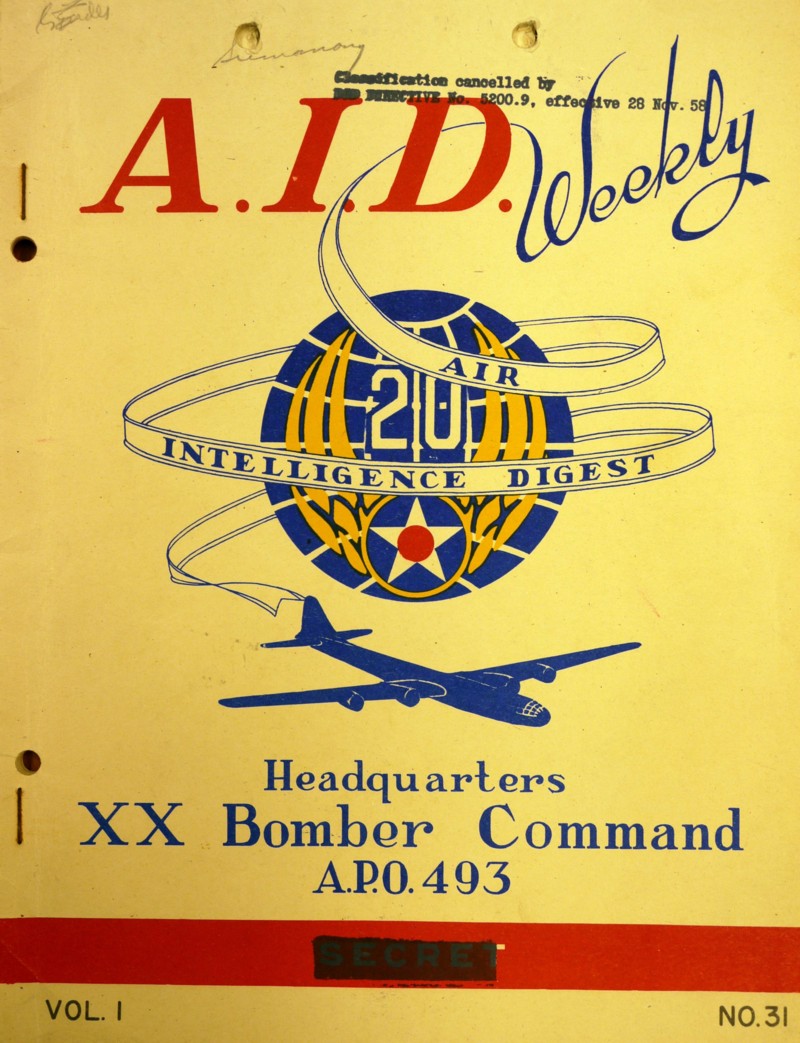 Classification cancelled by
DOD DIRECTIVE No. 5200.9, effective 28 Nov. 58
A.I.D. Weekly
AIR
20
INTELLIGENCE DIGEST
Headquarters
XX Bomber Command
A.P.O. 493
SECRET
VOL. I
NO. 31